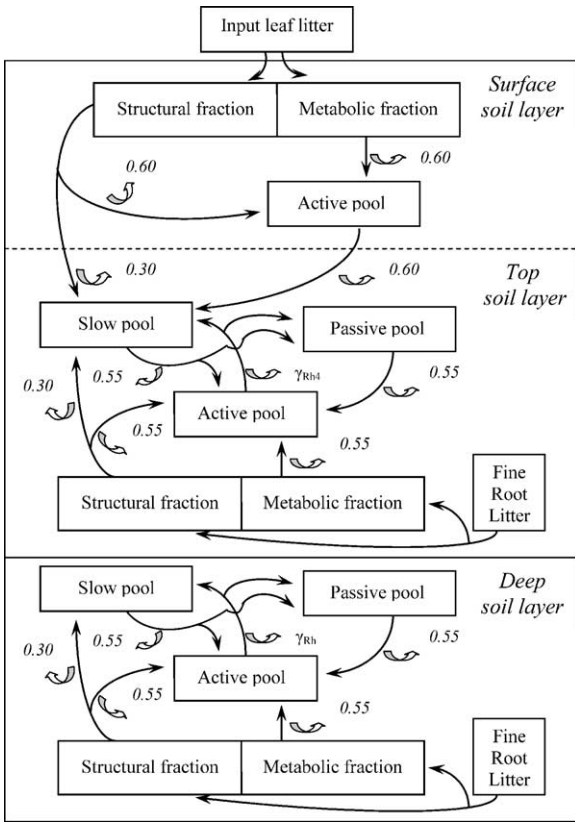 Input leaf litter
Surface
soil layer
Structural fraction
Metabolic fraction
0.60
0.60
Active pool
0.30
0.60
Top
soil layer
Slow pool
Passive pool
0.30
0.55
γRh4
0.55
Active pool
0.55
0.55
Structural fraction
Metabolic fraction
Fine
Root
Litter
Deep
soil layer
Slow pool
Passive pool
0.30
0.55
γRh
0.55
Active pool
0.55
0.55
Structural fraction
Metabolic fraction
Fine
Root
Litter